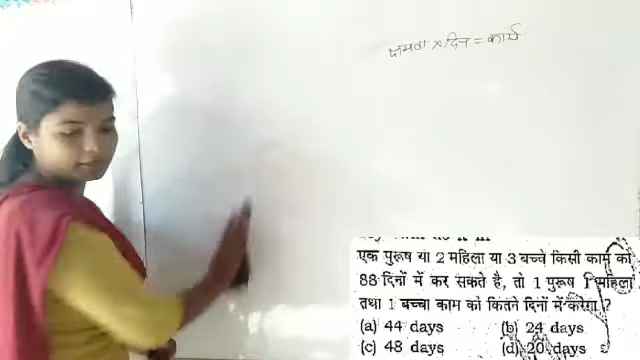 क्षमता × दिन = कार्य
एक पुरूष या 2 महिला या 3 बच्चे किसी काम को
88 दिनों में कर सकते है, तो 1 पुरूष 1 महिला
तथा 1 बच्चा काम को कितने दिनों में करेगा ?
(a) 44 days (b) 24 days
(c) 48 days (d) 20 days